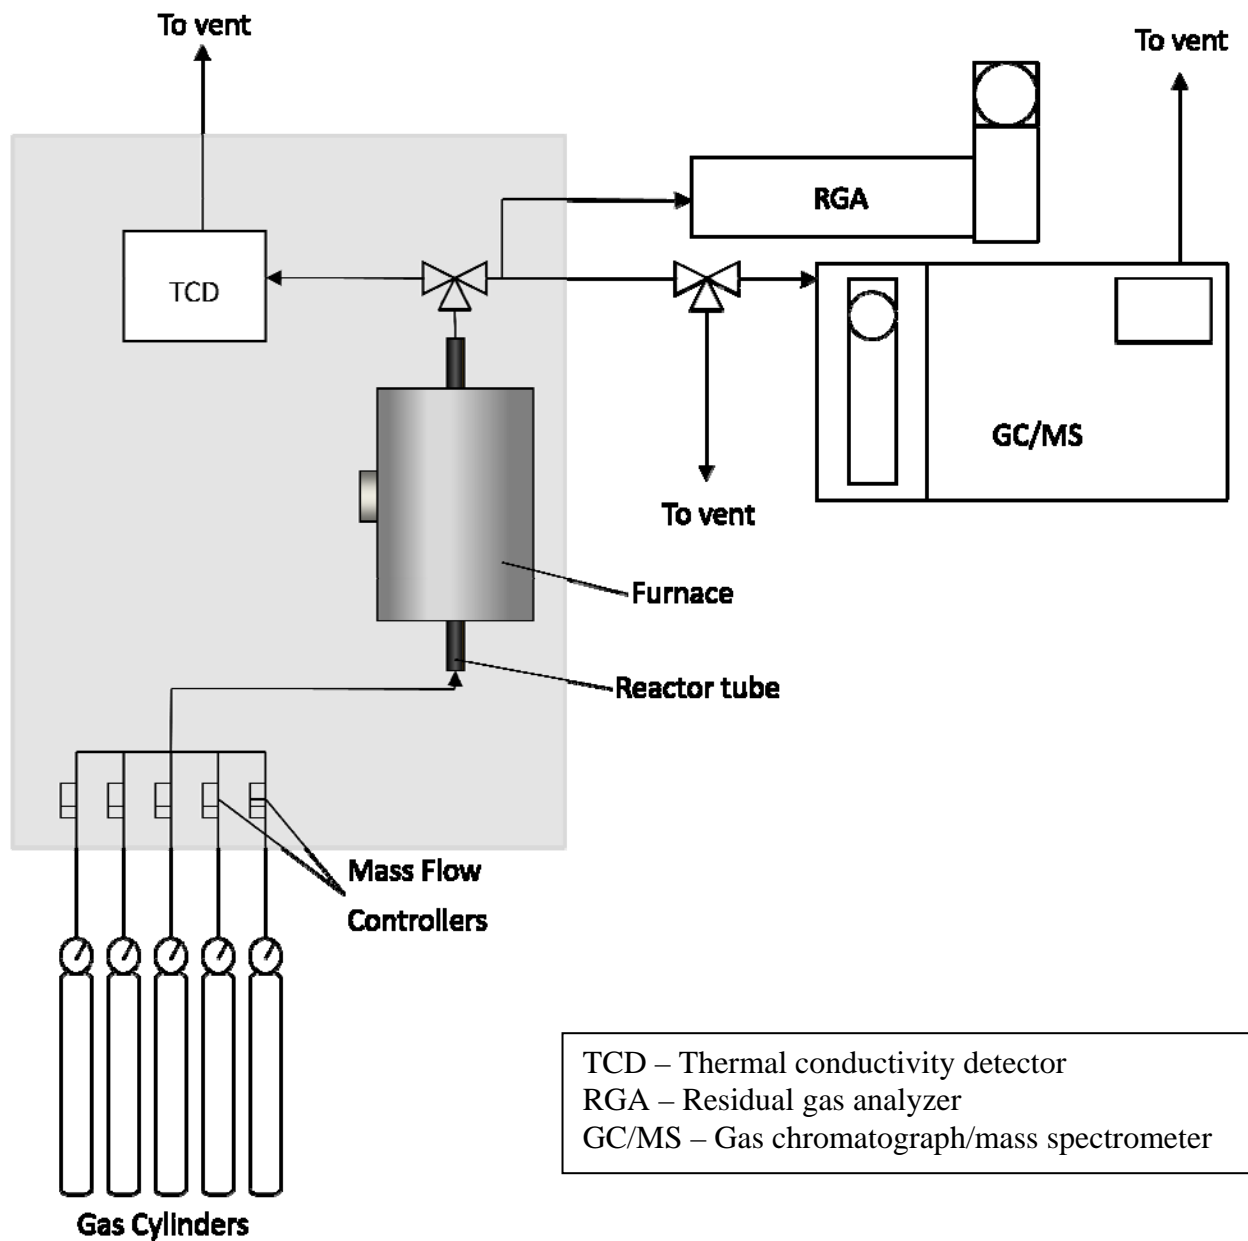 To vent
To vent
RGA
TCD
GC/MS
To vent
Furnace
Reactor tube
Mass Flow
Controllers
TCD – Thermal conductivity detector
RGA – Residual gas analyzer
GC/MS – Gas chromatograph/mass spectrometer
Gas Cylinders